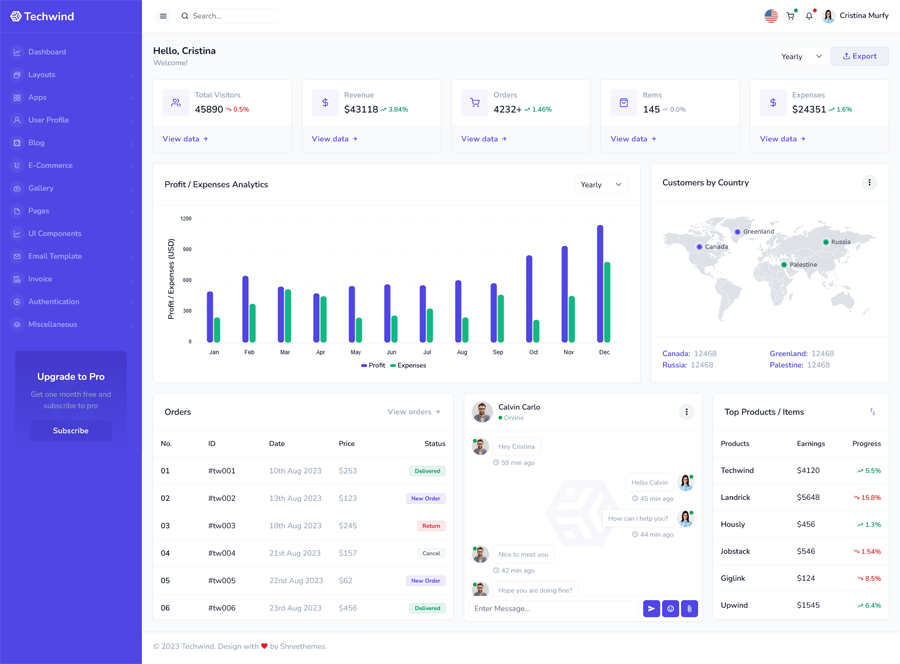 Techwind
Search...
Cristina Murfy
Dashboard
Layouts
Apps
User Profile
Blog
E-Commerce
Gallery
Pages
UI Components
Email Template
Invoice
Authentication
Miscellaneous
Upgrade to Pro
Get one month free and
subscribe to pro
Subscribe
Hello, Cristina
Welcome!
Yearly
Export
Total Visitors
45890 0.5%
View data
Revenue
$43118 3.84%
View data
Orders
4232+ 1.46%
View data
Items
145 0.0%
View data
Expenses
$24351 1.6%
View data
Profit / Expenses Analytics
Yearly
Profit / Expenses (USD)
1200
900
600
300
0
Jan Feb Mar Apr May Jun Jul Aug Sep Oct Nov Dec
Profit Expenses
Customers by Country
Greenland
Canada
Russia
Palestine
Canada: 12468 Greenland: 12468
Russia: 12468 Palestine: 12468
Orders
View orders
No. ID Date Price Status
01 #tw001 10th Aug 2023 $253 Delivered
02 #tw002 13th Aug 2023 $123 New Order
03 #tw003 18th Aug 2023 $245 Return
04 #tw004 21st Aug 2023 $157 Cancel
05 #tw005 22nd Aug 2023 $62 New Order
06 #tw006 23rd Aug 2023 $456 Delivered
Calvin Carlo
Online
Hey Cristina
59 min ago
Hello Calvin
45 min ago
How can i help you?
44 min ago
Nice to meet you
42 min ago
Hope you are doing fine?
Enter Message...
Top Products / Items
Products Earnings Progress
Techwind $4120 5.5%
Landrick $5648 15.8%
Hously $456 1.3%
Jobstack $546 1.54%
Giglink $124 8.5%
Upwind $1545 6.4%
© 2023 Techwind. Design with ❤ by Shreethemes.